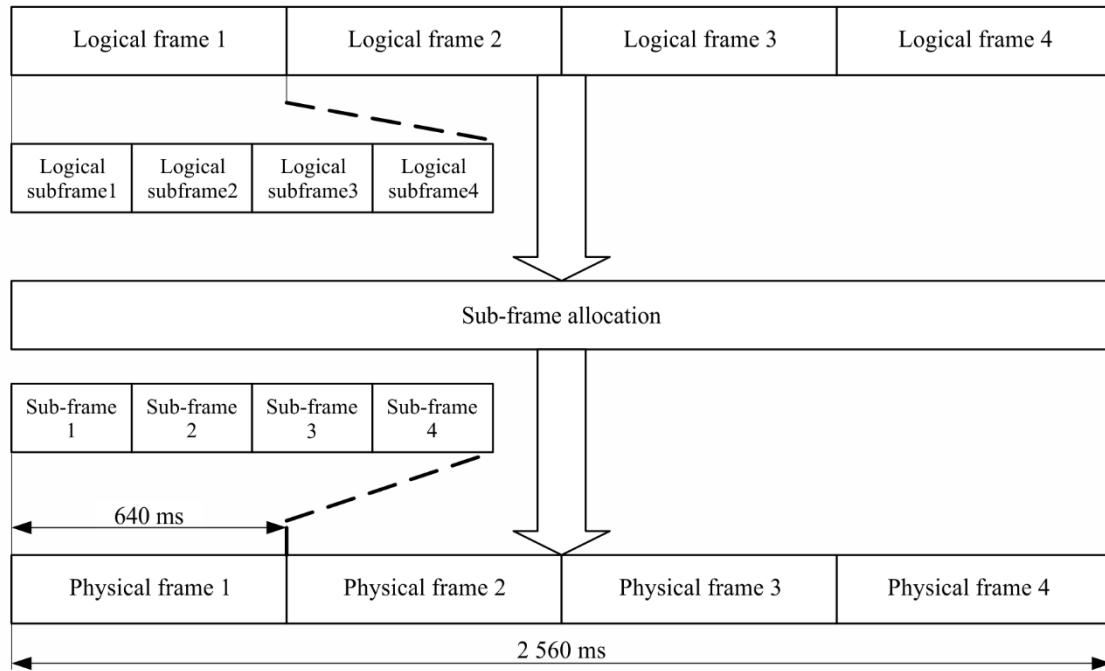 Logical frame 1
Logical frame 2
Logical frame 3
Logical frame 4
Logical
subframe1
Logical
subframe2
Logical
subframe3
Logical
subframe4
Sub-frame allocation
Sub-frame
1
Sub-frame
2
Sub-frame
3
Sub-frame
4
640 ms
Physical frame 1
Physical frame 2
Physical frame 3
Physical frame 4
2 560 ms